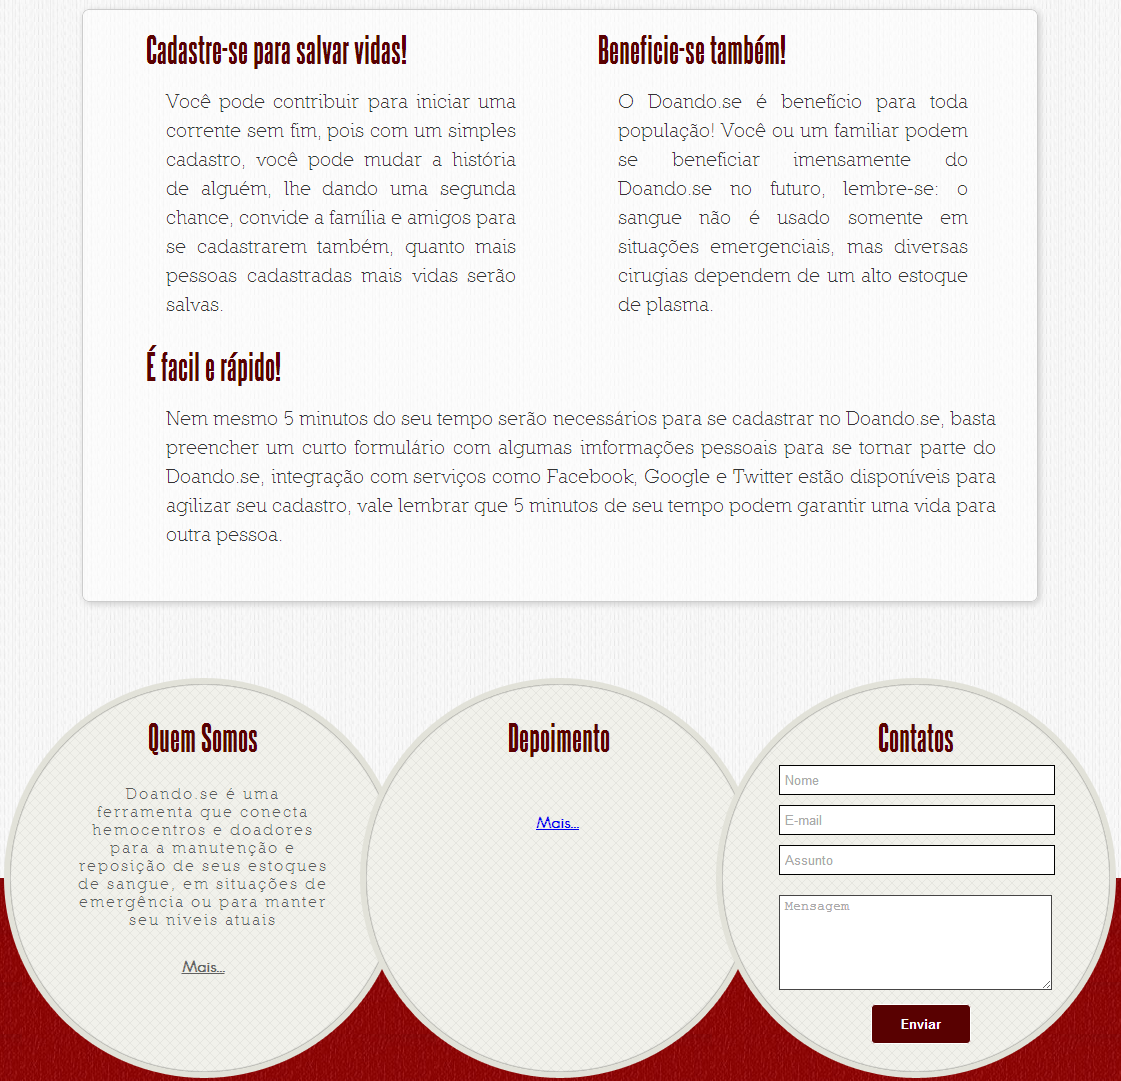 Cadastre-se para salvar vidas!
Você pode contribuir para iniciar uma
corrente sem fim, pois com um simples
cadastro, você pode mudar a história
de alguém, lhe dando uma segunda
chance, convide a família e amigos para
se cadastrarem também, quanto mais
pessoas cadastradas mais vidas serão
salvas.
Beneficie-se também!
O Doando.se é benefício para toda
população! Você ou um familiar podem
se beneficiar imensamente do
Doando.se no futuro, lembre-se: o
sangue não é usado somente em
situações emergenciais, mas diversas
cirugias dependem de um alto estoque
de plasma.
É facil e rápido!
Nem mesmo 5 minutos do seu tempo serão necessários para se cadastrar no Doando.se, basta
preencher um curto formulário com algumas imformações pessoais para se tornar parte do
Doando.se, integração com serviços como Facebook, Google e Twitter estão disponíveis para
agilizar seu cadastro, vale lembrar que 5 minutos de seu tempo podem garantir uma vida para
outra pessoa.
Quem Somos
Doando.se é uma
ferramenta que conecta
hemocentros e doadores
para a manutenção e
reposição de seus estoques
de sangue, em situações de
emergência ou para manter
seu níveis atuais
Mais...
Depoimento
Mais...
Contatos
Nome
E-mail
Assunto
Mensagem
Enviar